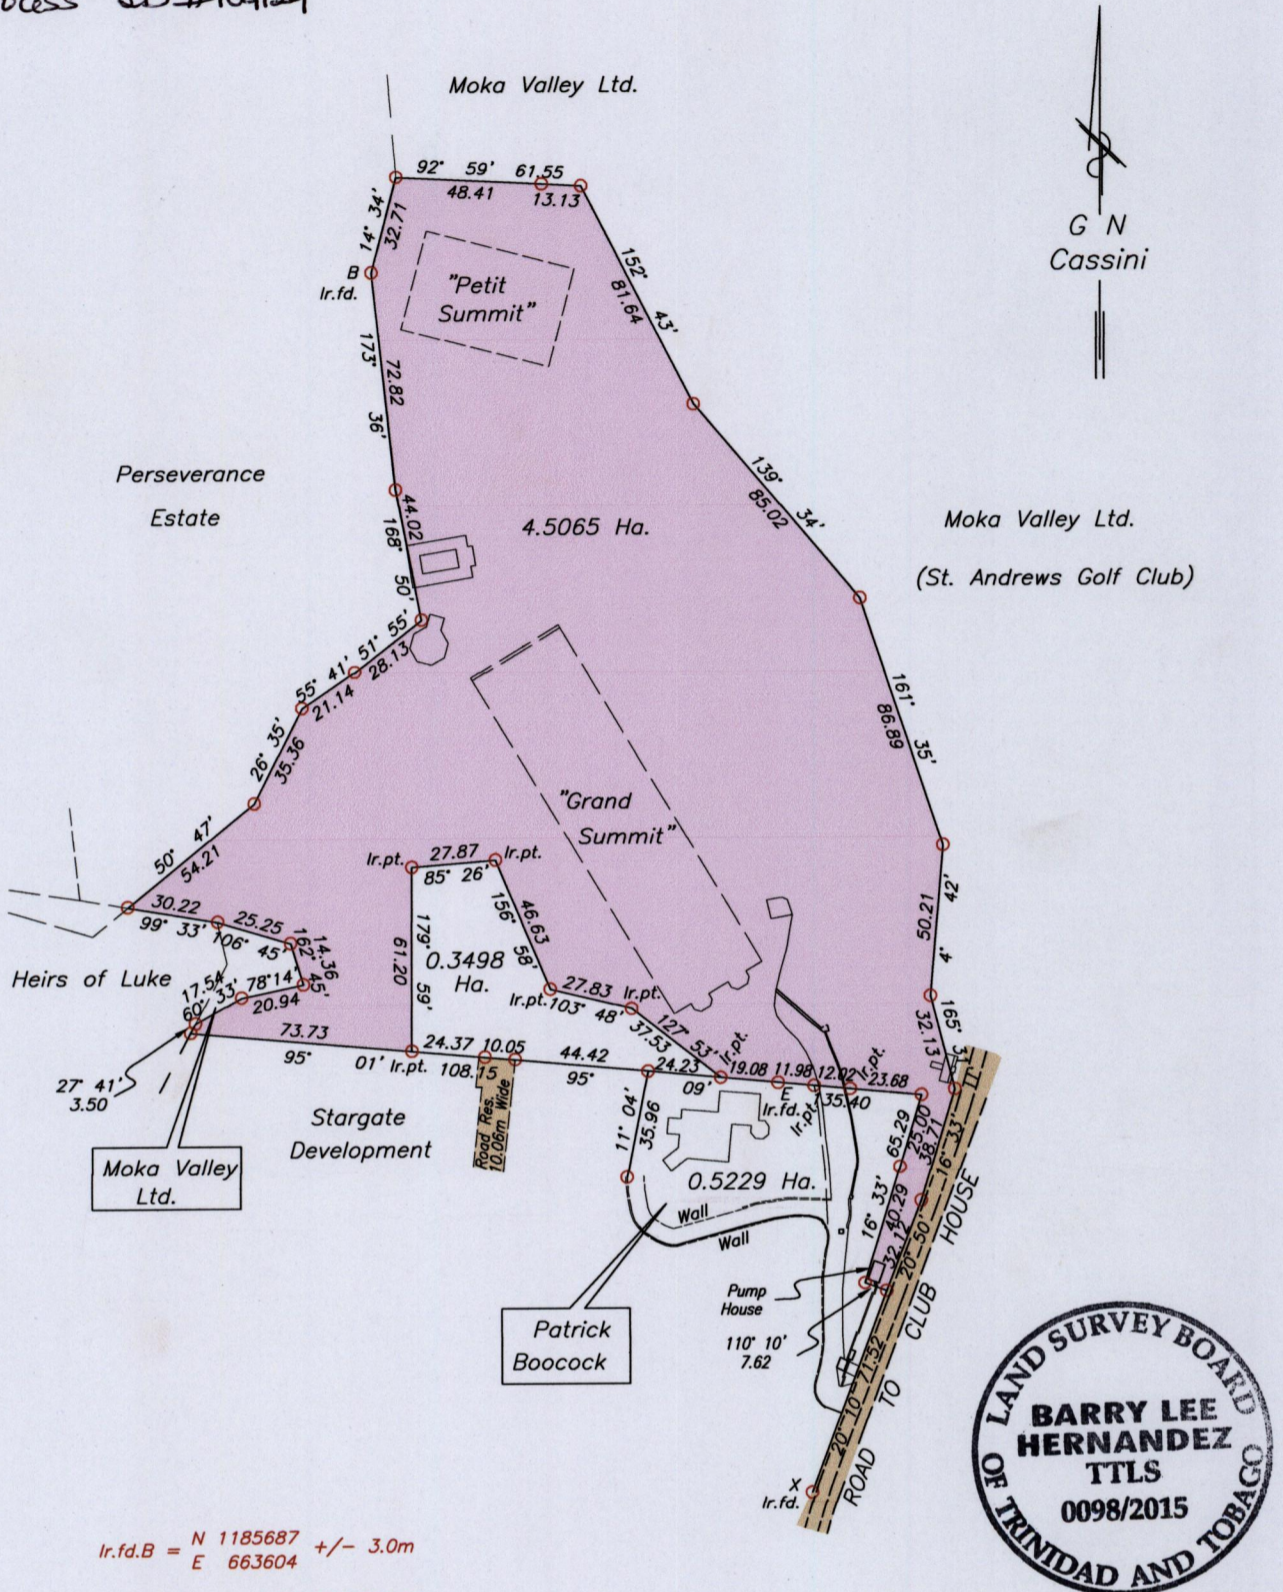 Moka Valley Ltd.
92° 59' 61.55
48.41 13.13
14° 34'
32.71
B
Ir.fd.
"Petit
Summit"
152° 43'
81.64
G N
Cassini
173° 36'
72.82
Perseverance
Estate
44.02
168° 50'
4.5065 Ha.
139° 34'
85.02
Moka Valley Ltd.
(St. Andrews Golf Club)
51° 55'
28.13
55° 41'
21.14
26° 35'
35.36
161° 35'
86.89
"Grand
Summit"
50° 47'
54.21
Ir.pt. 27.87 Ir.pt.
85° 26'
30.22
99° 33'
25.25
106° 45'
14.36
162° 45'
179° 59'
61.20
156° 58'
46.63
0.3498
Ha.
4° 42'
50.21
Heirs of Luke
17.54
60° 33'
78° 14'
20.94
Ir.pt. 27.83 Ir.pt.
103° 48'
127° 53'
37.53
Ir.pt.
165°
32.13
73.73
95° 01'
Ir.pt.
24.37 10.05 44.42 24.23 19.08 11.98 12.02 23.68
108.15 95° 09' 135.40
E
Ir.fd.
Ir.pt.
Ir.pt.
27° 41'
3.50
Stargate
Development
Road Res.
10.06m Wide
11° 04'
35.96
65.29
25.00
38.71
16° 33'
Moka Valley
Ltd.
0.5229 Ha.
Wall
Wall
16° 33'
40.29
32.17
20° 50'
Pump
House
110° 10'
7.62
Patrick
Boocock
20° 10' 71.52
ROAD TO CLUB HOUSE
X
Ir.fd.
LAND SURVEY BOARD
BARRY LEE
HERNANDEZ
TTLS
0098/2015
OF TRINIDAD AND TOBAGO
Ir.fd.B = N 1185687 +/- 3.0m
E 663604